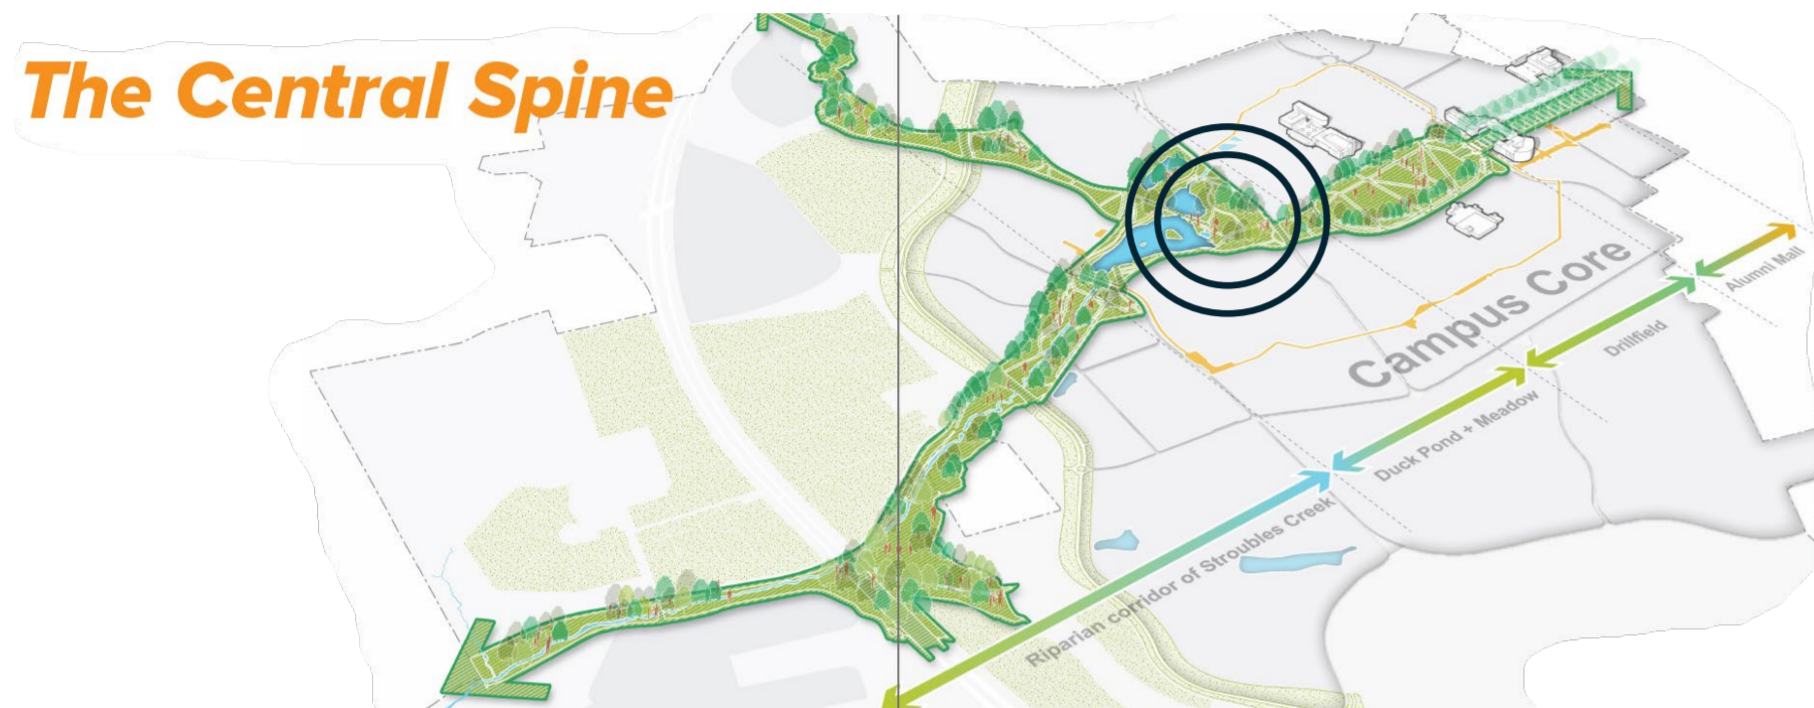 The Central Spine
Campus Core
Alumni Mall
Drillfield
Duck Pond + Meadow
Riparian corridor of Stroubles Creek